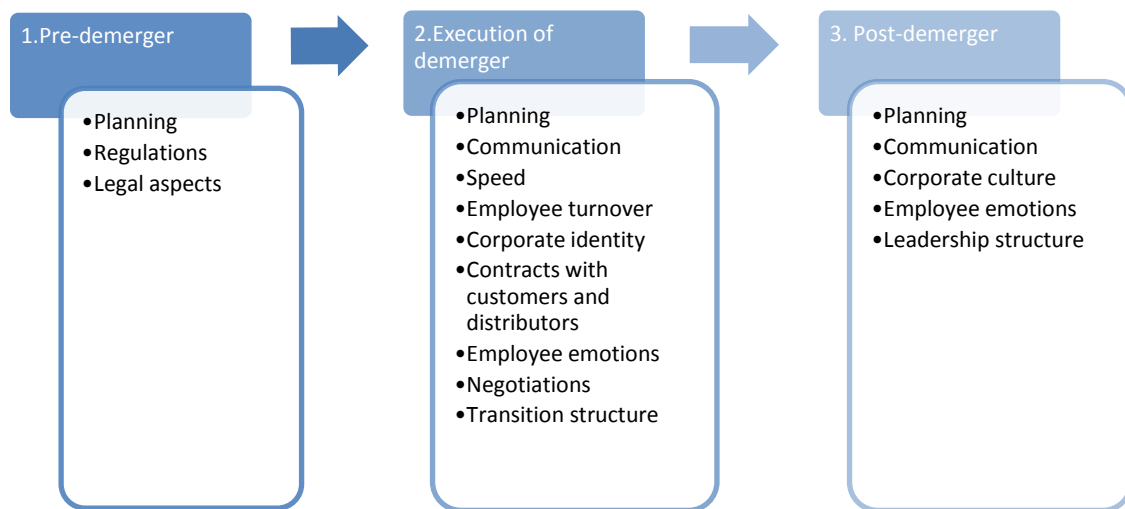 1.Pre-demerger
•Planning
•Regulations
•Legal aspects
2.Execution of
demerger
•Planning
•Communication
•Speed
•Employee turnover
•Corporate identity
•Contracts with
customers and
distributors
•Employee emotions
•Negotiations
•Transition structure
3. Post-demerger
•Planning
•Communication
•Corporate culture
•Employee emotions
•Leadership structure